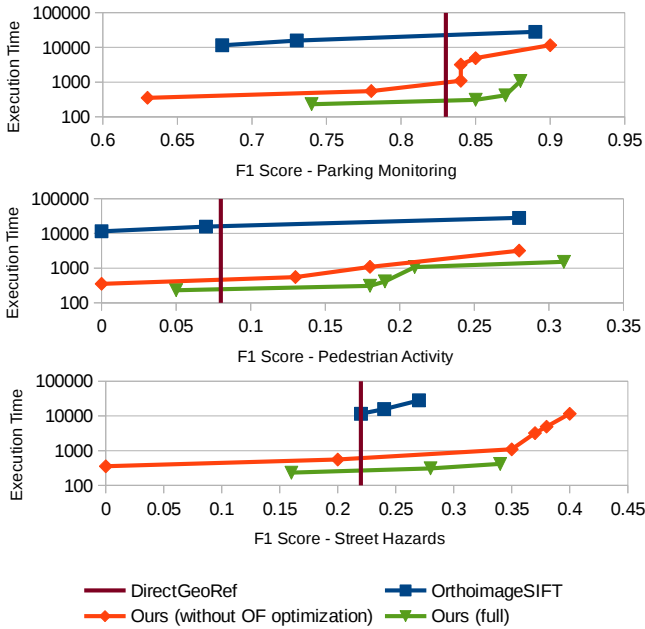 100000
10000
1000
100
Execution Time
0.6 0.65 0.7 0.75 0.8 0.85 0.9 0.95
F1 Score - Parking Monitoring
100000
10000
1000
100
Execution Time
0 0.05 0.1 0.15 0.2 0.25 0.3 0.35
F1 Score - Pedestrian Activity
100000
10000
1000
100
Execution Time
0 0.05 0.1 0.15 0.2 0.25 0.3 0.35 0.4 0.45
F1 Score - Street Hazards
DirectGeoRef OrthoimageSIFT
Ours (without OF optimization) Ours (full)